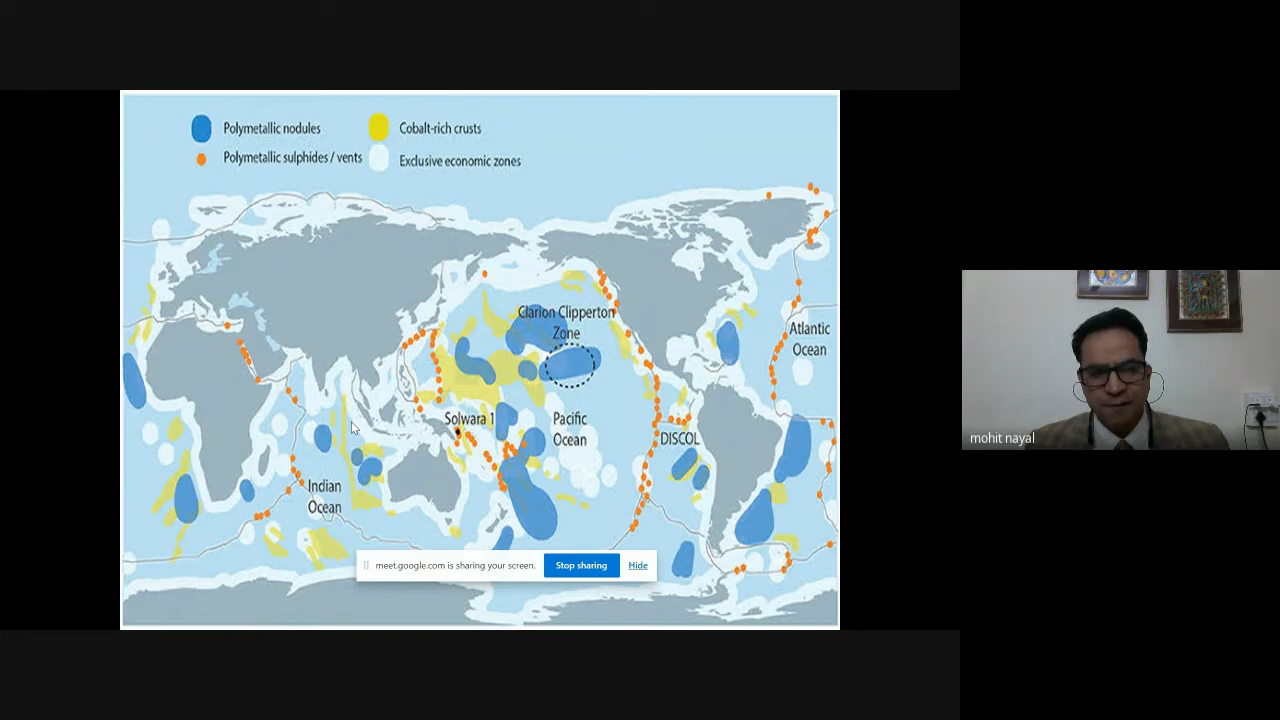 Polymetallic nodules
Cobalt-rich crusts
Polymetallic sulphides / vents
Exclusive economic zones
Clarion Clipperton
Zone
Atlantic
Ocean
Solwara 1
Pacific
Ocean
DISCOL
Indian
Ocean
mohit nayal
meet.google.com is sharing your screen.
Stop sharing
Hide